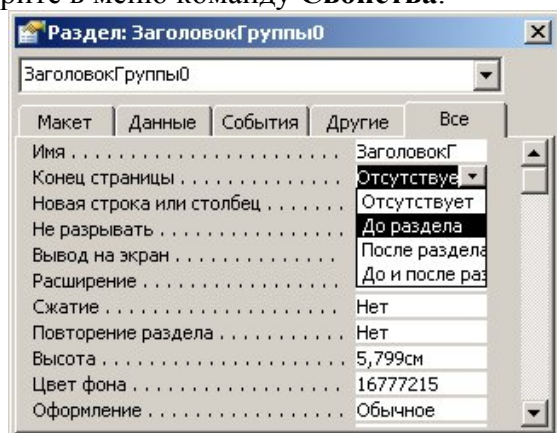 рите в меню команду Свойства.
Раздел: ЗаголовокГруппы0
ЗаголовокГруппы0
Макет Данные События Другие Все
Имя . . . . . . . . . . . . . . . . . . . . . . . ЗаголовокГ
Конец страницы . . . . . . . . . . . . . Отсутствуе
Новая строка или столбец . . . . . . . Отсутствует
Не разрывать . . . . . . . . . . . . . . . До раздела
Вывод на экран . . . . . . . . . . . . . . После раздела
Расширение . . . . . . . . . . . . . . . . До и после раз
Сжатие . . . . . . . . . . . . . . . . . . . . Нет
Повторение раздела . . . . . . . . . . . Нет
Высота . . . . . . . . . . . . . . . . . . . . 5,799см
Цвет фона . . . . . . . . . . . . . . . . . 16777215
Оформление . . . . . . . . . . . . . . . . Обычное